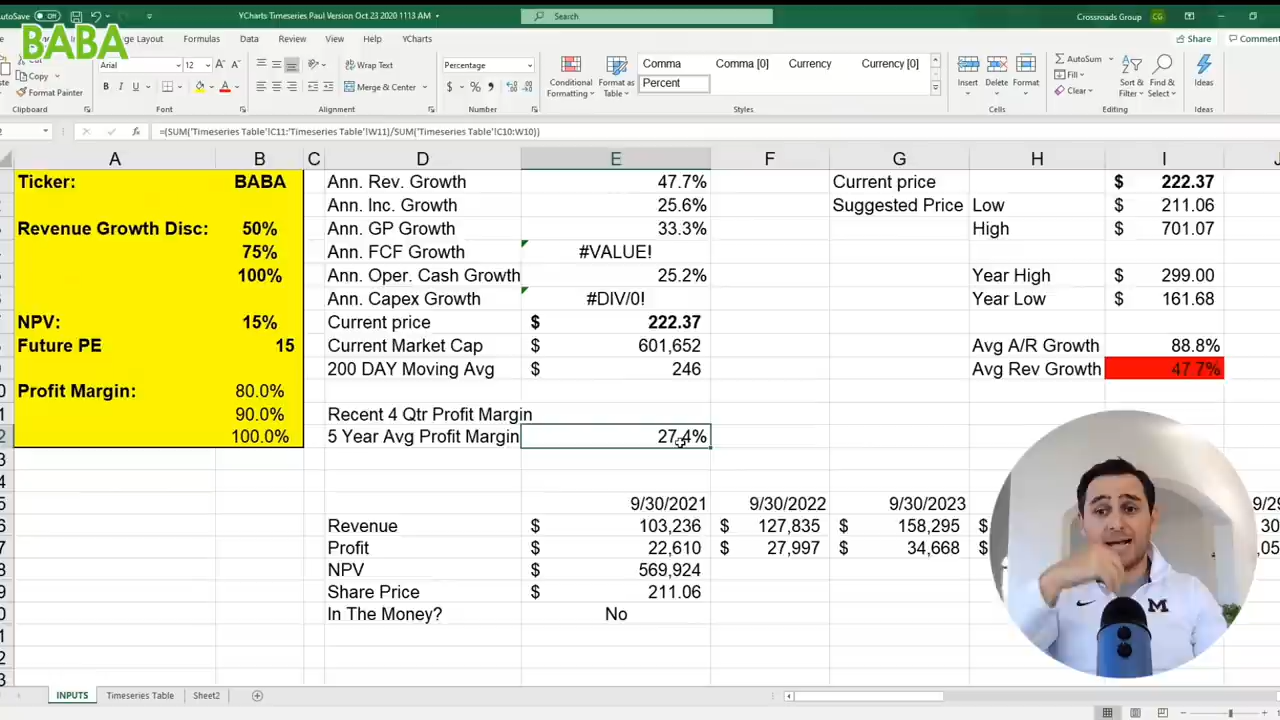 AutoSave Off YCharts Timeseries Paul Version Oct 23 2020 1113 AM Search Crossroads Group CG
BABA
Layout Formulas Data Review View Help YCharts Share Comment
Cut
Copy
Format Painter
Arial 12
B I U
Wrap Text
Merge & Center
Percentage
$ %
Conditional Formatting
Format as Table
Comma Comma [0] Currency Currency [0]
Percent
Insert Delete Format
AutoSum
Fill
Clear
Sort & Filter
Find & Select
Ideas
Clipboard Font Alignment Number Styles Cells Editing Ideas
fx =(SUM('Timeseries Table'!C11:'Timeseries Table'!W11)/SUM('Timeseries Table'!C10:W10))
A B C D E F G H I J
Ticker: BABA Ann. Rev. Growth 47.7% Current price $ 222.37
Ann. Inc. Growth 25.6% Suggested Price Low $ 211.06
Revenue Growth Disc: 50% Ann. GP Growth 33.3% High $ 701.07
75% Ann. FCF Growth #VALUE!
100% Ann. Oper. Cash Growth 25.2% Year High $ 299.00
Ann. Capex Growth #DIV/0! Year Low $ 161.68
NPV: 15% Current price $ 222.37
Future PE 15 Current Market Cap $ 601,652 Avg A/R Growth 88.8%
200 DAY Moving Avg $ 246 Avg Rev Growth 47.7%
Profit Margin: 80.0%
90.0% Recent 4 Qtr Profit Margin
100.0% 5 Year Avg Profit Margin 27.4%
9/30/2021 9/30/2022 9/30/2023 9/29
Revenue $ 103,236 $ 127,835 $ 158,295 $ 30
Profit $ 22,610 $ 27,997 $ 34,668 $ ,05
NPV $ 569,924
Share Price $ 211.06
In The Money? No
M
INPUTS Timeseries Table Sheet2